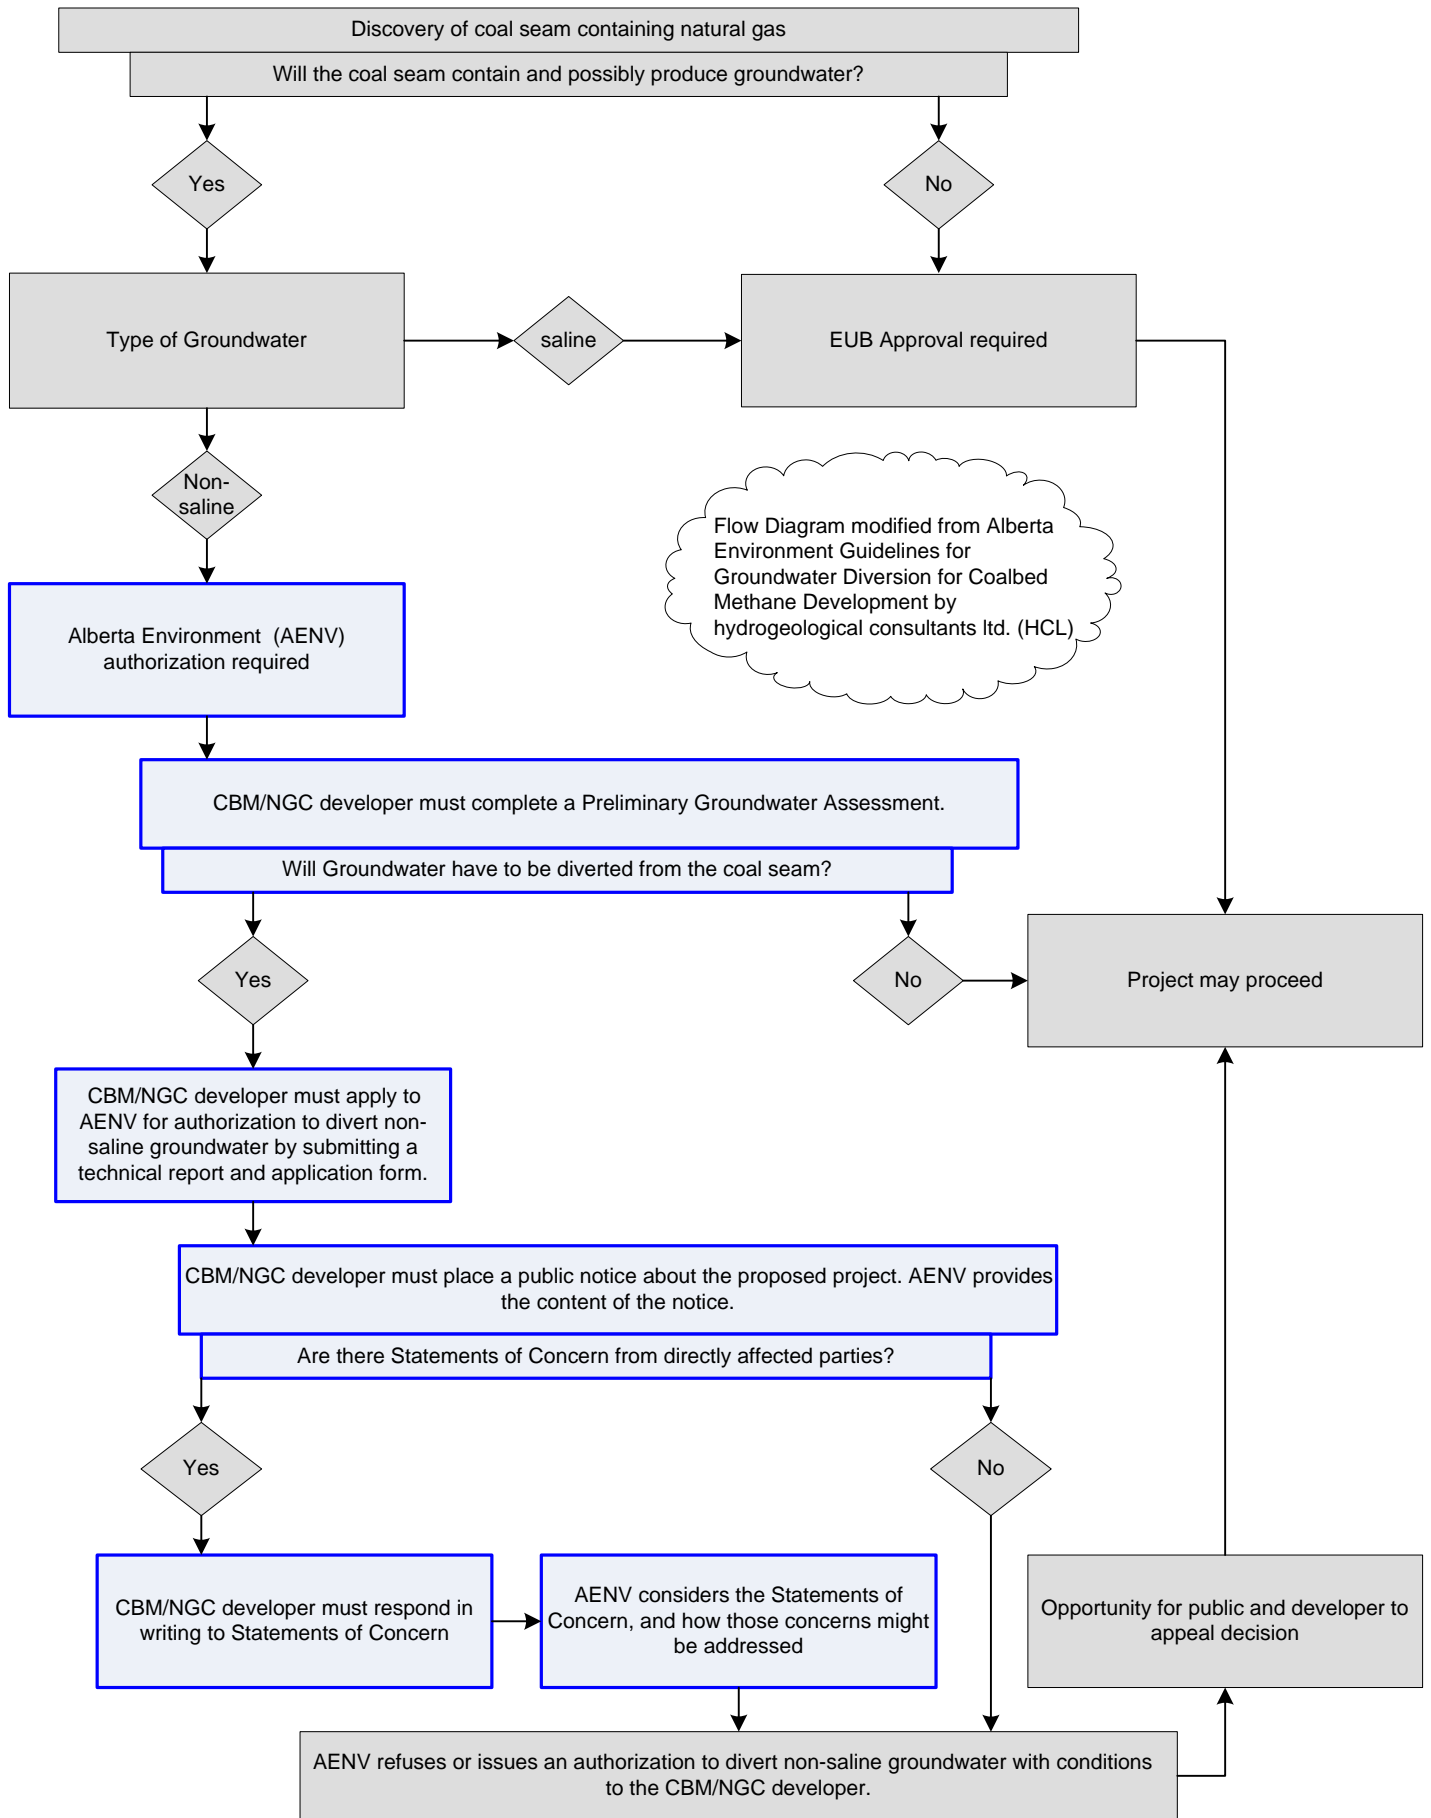 Discovery of coal seam containing natural gas
Will the coal seam contain and possibly produce groundwater?
Yes
No
Type of Groundwater
saline
EUB Approval required
Non-
saline
Flow Diagram modified from Alberta
Environment Guidelines for
Groundwater Diversion for Coalbed
Methane Development by
hydrogeological consultants ltd. (HCL)
Alberta Environment (AENV)
authorization required
CBM/NGC developer must complete a Preliminary Groundwater Assessment.
Will Groundwater have to be diverted from the coal seam?
Yes
No
Project may proceed
CBM/NGC developer must apply to
AENV for authorization to divert non-
saline groundwater by submitting a
technical report and application form.
CBM/NGC developer must place a public notice about the proposed project. AENV provides
the content of the notice.
Are there Statements of Concern from directly affected parties?
Yes
No
CBM/NGC developer must respond in
writing to Statements of Concern
AENV considers the Statements of
Concern, and how those concerns might
be addressed
Opportunity for public and developer to
appeal decision
AENV refuses or issues an authorization to divert non-saline groundwater with conditions
to the CBM/NGC developer.